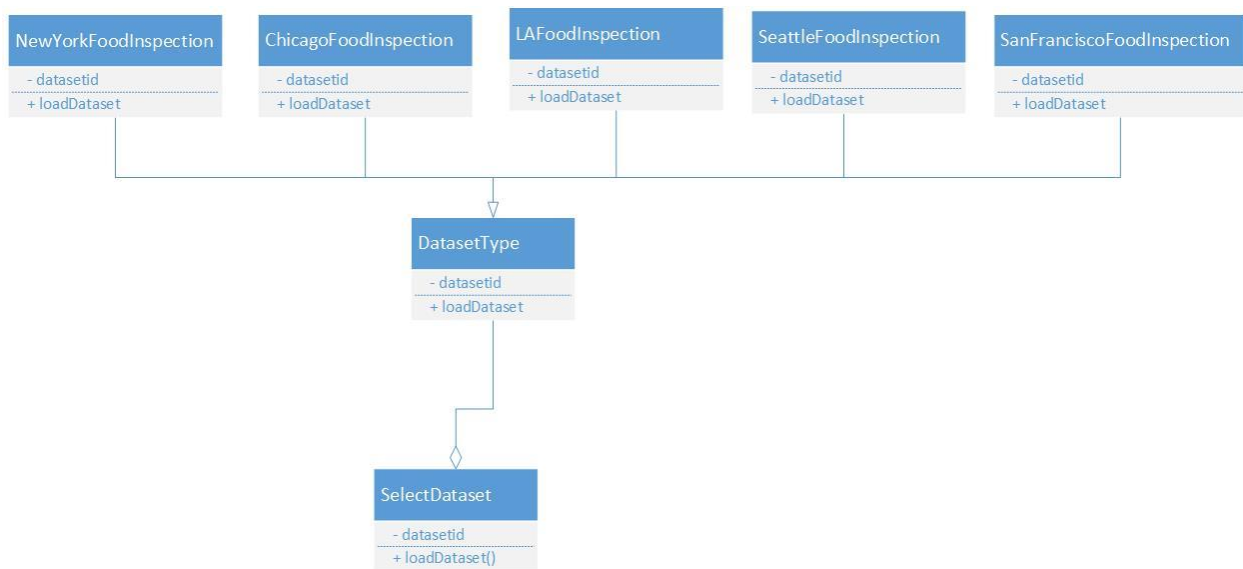 NewYorkFoodInspection
- datasetid
+ loadDataset
ChicagoFoodInspection
- datasetid
+ loadDataset
LAFoodInspection
- datasetid
+ loadDataset
SeattleFoodInspection
- datasetid
+ loadDataset
SanFranciscoFoodInspection
- datasetid
+ loadDataset
DatasetType
- datasetid
+ loadDataset
SelectDataset
- datasetid
+ loadDataset()